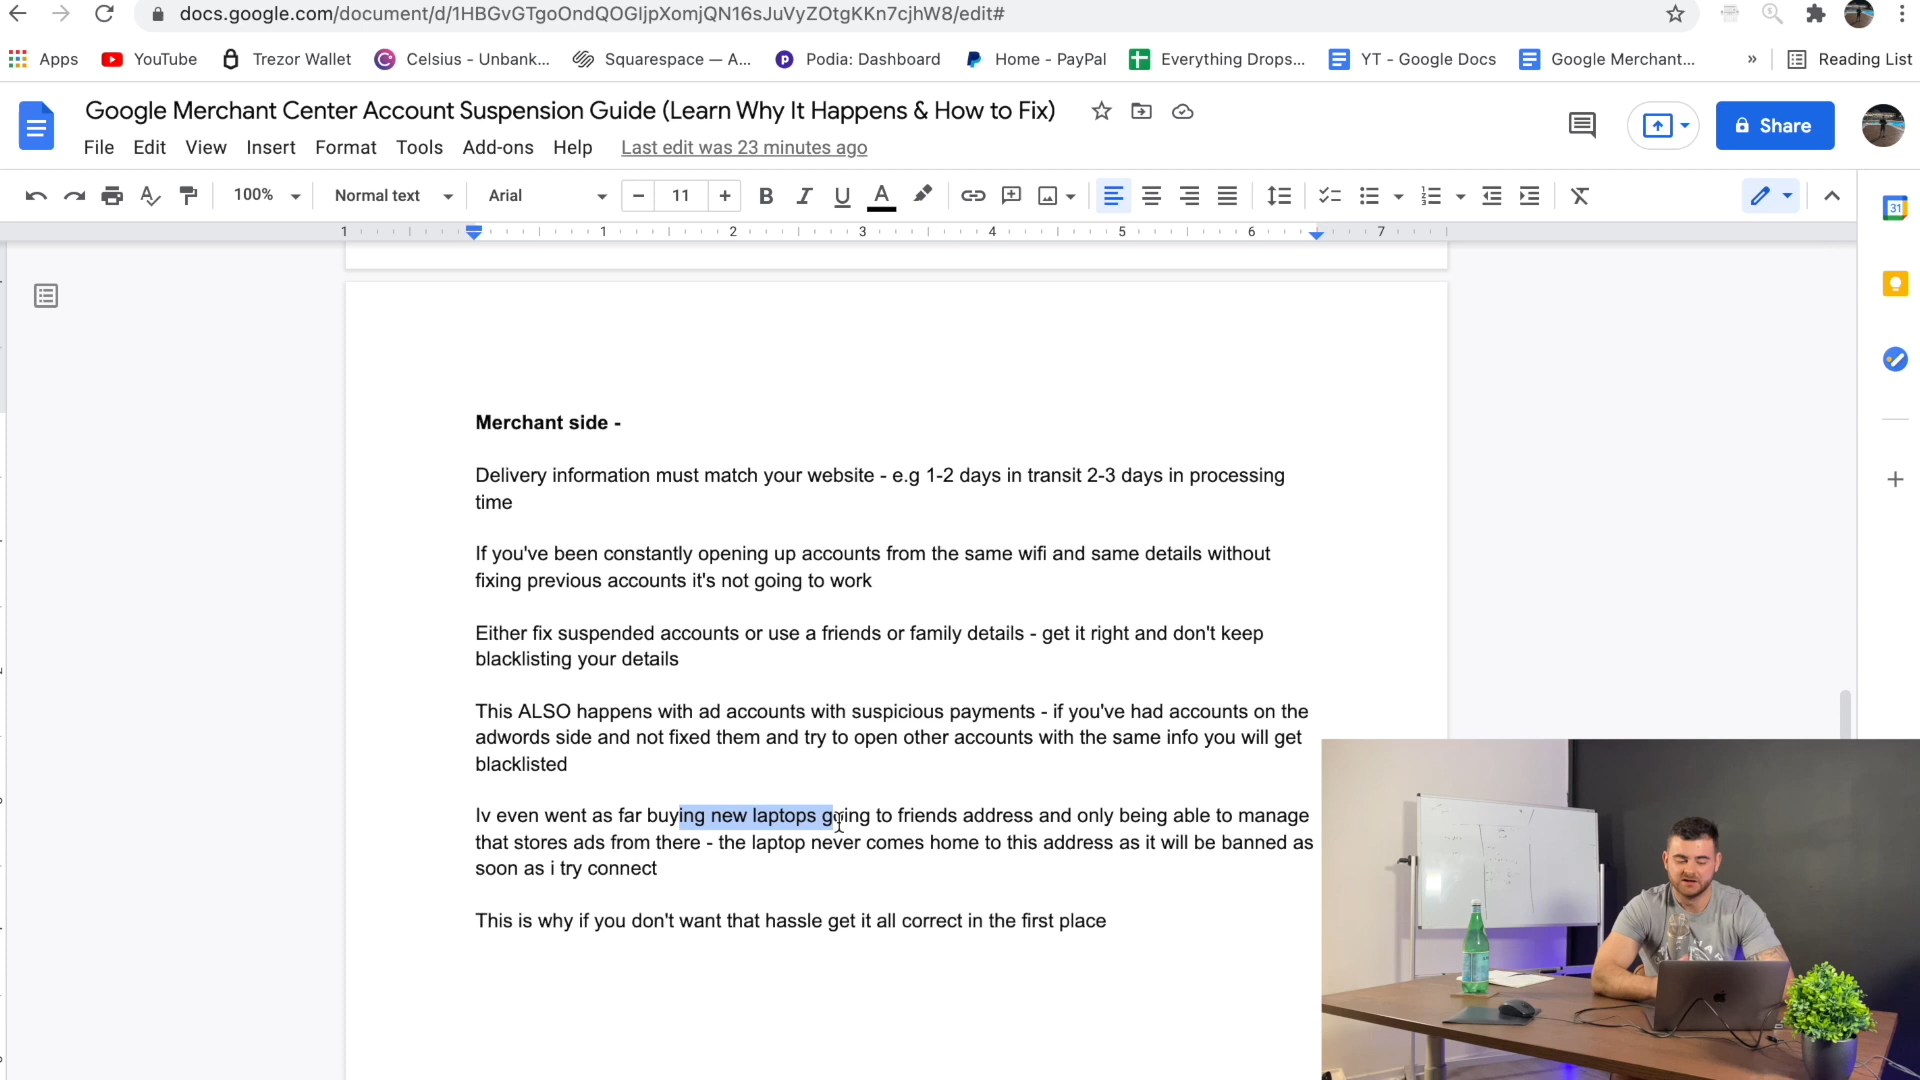 docs.google.com/document/d/1HBGvGTgoOndQOGljpXomjQN16sJuVyZOtgKKn7cjhW8/edit#
Apps YouTube Trezor Wallet Celsius - Unbank... Squarespace — A... Podia: Dashboard Home - PayPal Everything Drops... YT - Google Docs Google Merchant... » Reading List
Google Merchant Center Account Suspension Guide (Learn Why It Happens & How to Fix)
Share
File Edit View Insert Format Tools Add-ons Help Last edit was 23 minutes ago
100% Normal text Arial 11 B I U A
31
1 1 2 3 4 5 6 7
Merchant side -
Delivery information must match your website - e.g 1-2 days in transit 2-3 days in processing
time
If you've been constantly opening up accounts from the same wifi and same details without
fixing previous accounts it's not going to work
Either fix suspended accounts or use a friends or family details - get it right and don't keep
blacklisting your details
This ALSO happens with ad accounts with suspicious payments - if you've had accounts on the
adwords side and not fixed them and try to open other accounts with the same info you will get
blacklisted
Iv even went as far buying new laptops going to friends address and only being able to manage
that stores ads from there - the laptop never comes home to this address as it will be banned as
soon as i try connect
This is why if you don't want that hassle get it all correct in the first place